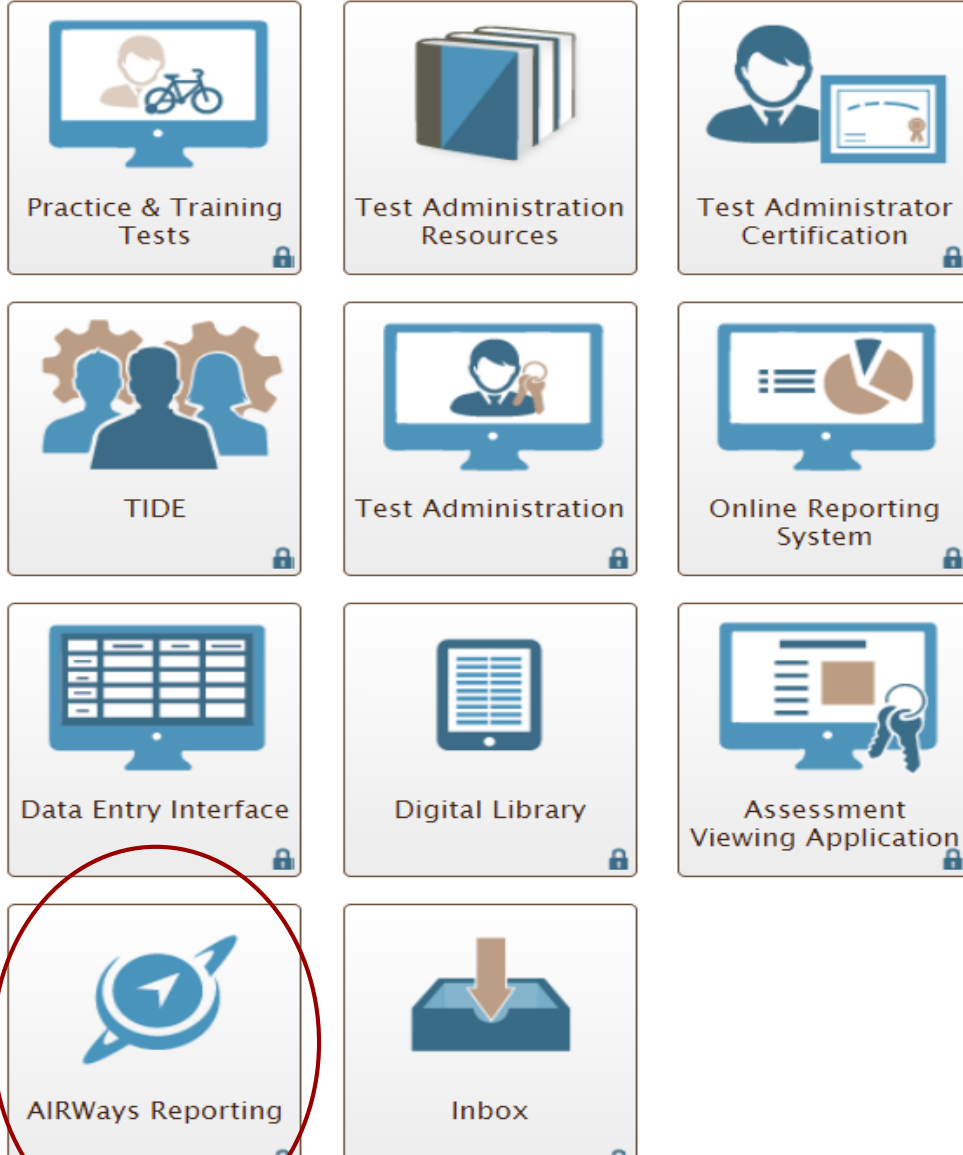 Practice & Training
Tests
Test Administration
Resources
Test Administrator
Certification
TIDE
Test Administration
Online Reporting
System
Data Entry Interface
Digital Library
Assessment
Viewing Application
AIRWays Reporting
Inbox